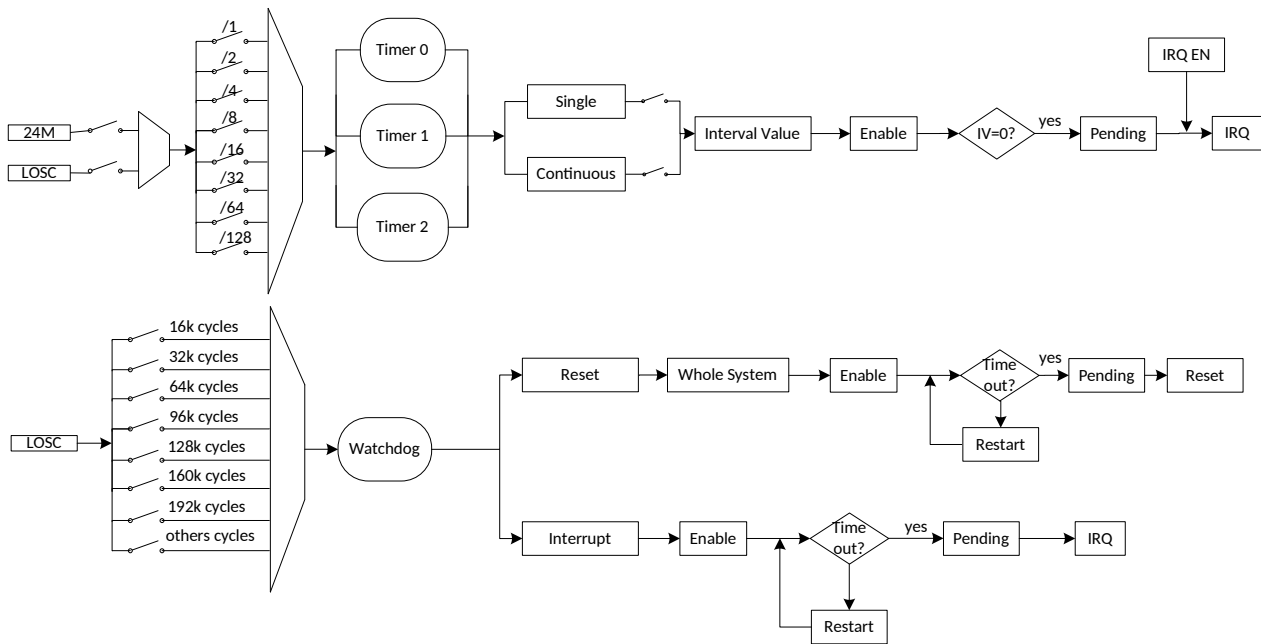 /1
/2
/4
/8
/16
/32
/64
/128
24M
LOSC
Timer 0
Timer 1
Timer 2
Single
Continuous
Interval Value
Enable
IV=0?
yes
Pending
IRQ EN
IRQ
LOSC
16k cycles
32k cycles
64k cycles
96k cycles
128k cycles
160k cycles
192k cycles
others cycles
Watchdog
Reset
Whole System
Enable
Time
out?
yes
Pending
Reset
Restart
Interrupt
Enable
Time
out?
yes
Pending
IRQ
Restart